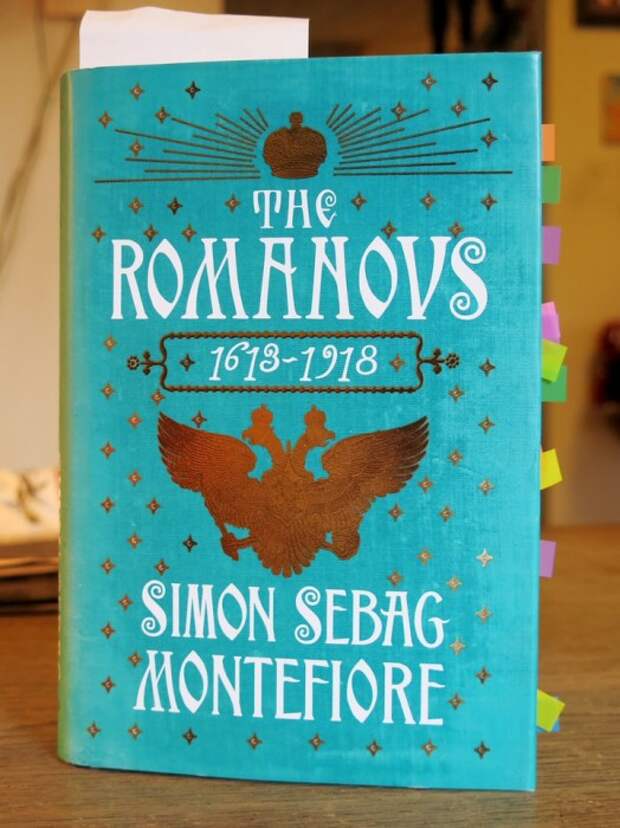 THE
ROMANOVS
1613-1918
SIMON SEBAG
MONTEFIORE